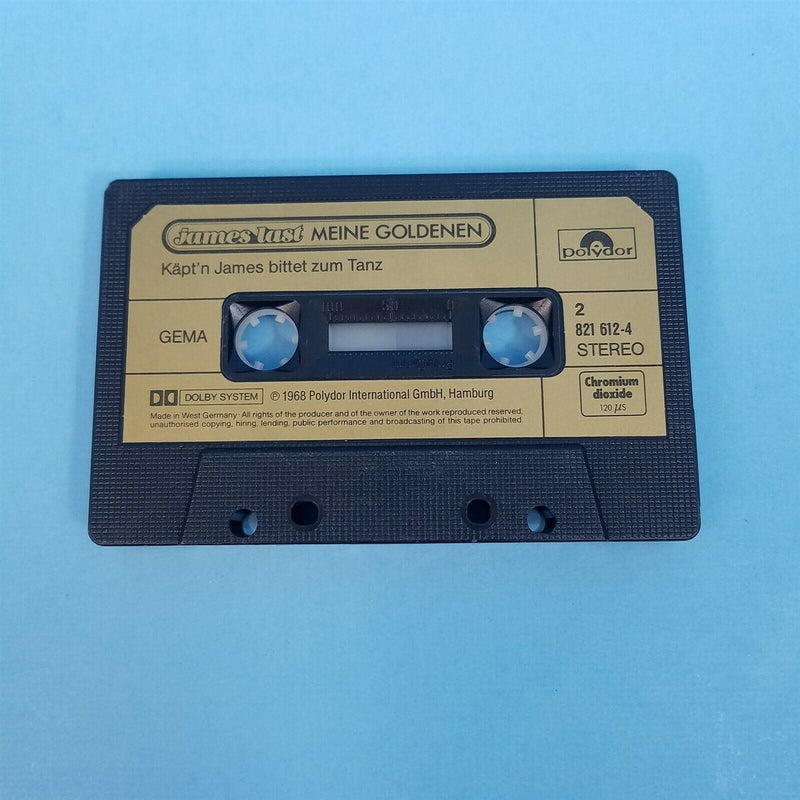 james last MEINE GOLDENEN
Käpt'n James bittet zum Tanz
polydor
100 50 0
GEMA
2
821 612-4
STEREO
DOLBY SYSTEM ℗ 1968 Polydor International GmbH, Hamburg
Made in West Germany · All rights of the producer and of the owner of the work reproduced reserved,
unauthorised copying, hiring, lending, public performance and broadcasting of this tape prohibited.
Chromium
dioxide
120 µS